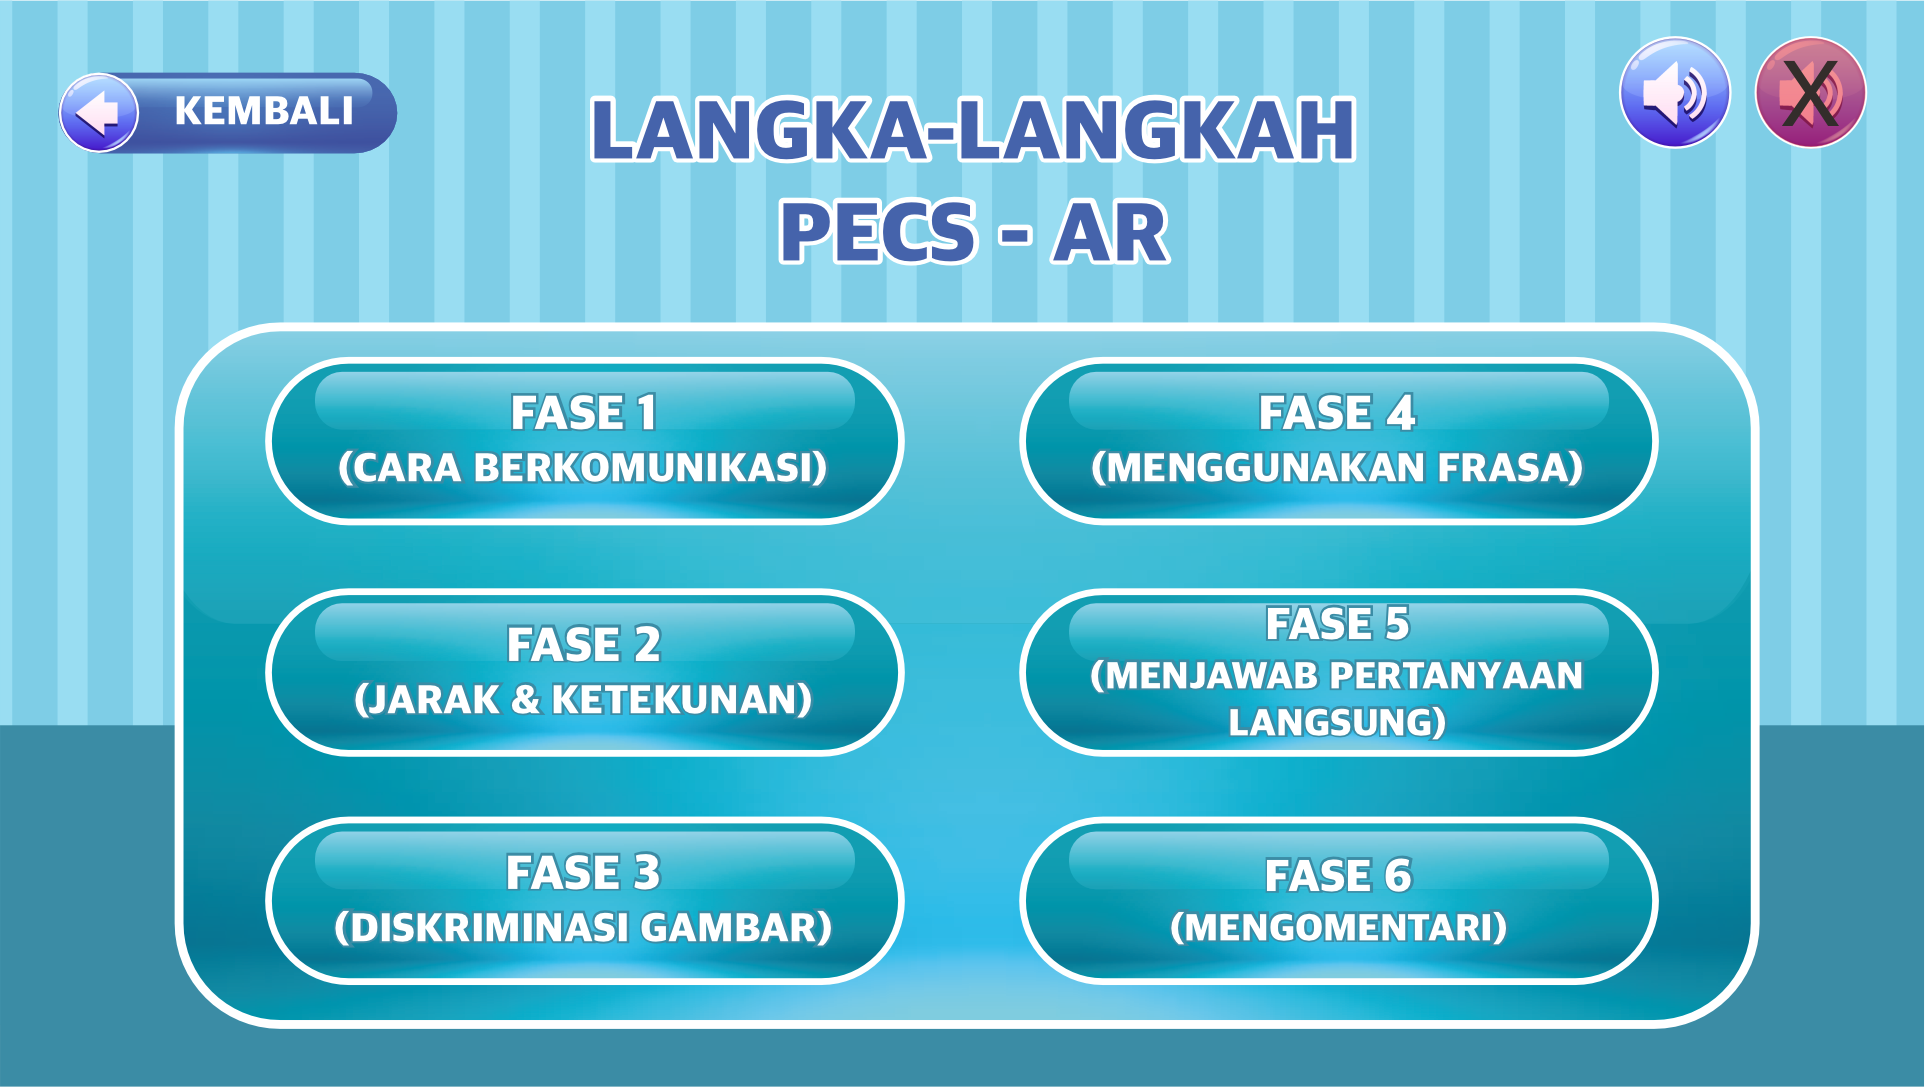 KEMBALI
LANGKA-LANGKAH
PECS - AR
X
FASE 1
(CARA BERKOMUNIKASI)
FASE 2
(JARAK & KETEKUNAN)
FASE 3
(DISKRIMINASI GAMBAR)
FASE 4
(MENGGUNAKAN FRASA)
FASE 5
(MENJAWAB PERTANYAAN
LANGSUNG)
FASE 6
(MENGOMENTARI)